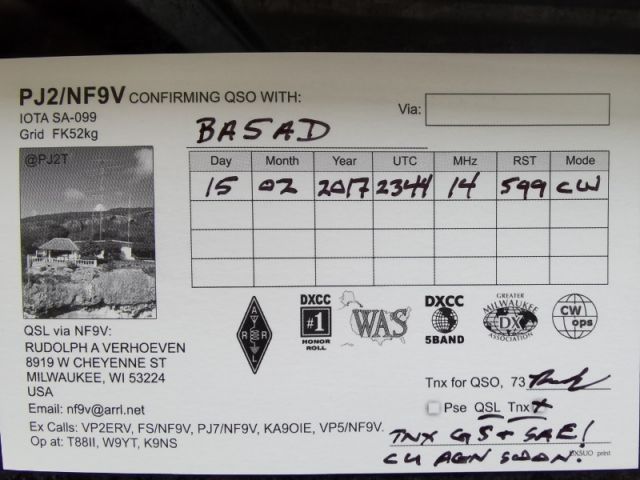 PJ2/NF9V CONFIRMING QSO WITH:
Via:
IOTA SA-099
Grid FK52kg
BA5AD
@PJ2T
Day Month Year UTC MHz RST Mode
15 02 2017 2344 14 599 CW
QSL via NF9V:
RUDOLPH A VERHOEVEN
8919 W CHEYENNE ST
MILWAUKEE, WI 53224
USA
Email: nf9v@arrl.net
Ex Calls: VP2ERV, FS/NF9V, PJ7/NF9V, KA9OIE, VP5/NF9V.
Op at: T88II, W9YT, K9NS
A
R R
L
DXCC
#1
HONOR
ROLL
WAS
DXCC
5BAND
GREATER
MILWAUKEE
DX
ASSOCIATION
CW
ops
Tnx for QSO, 73
Pse QSL Tnx
TNX GS + SAE!
CU AGN SOON!
DXSUO print